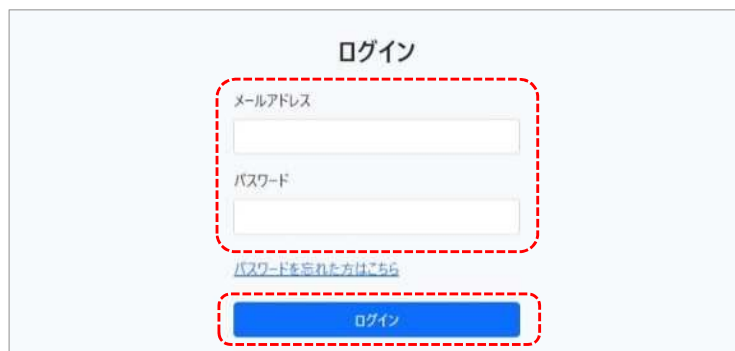 ログイン
メールアドレス
パスワード
パスワードを忘れた方はこちら
ログイン